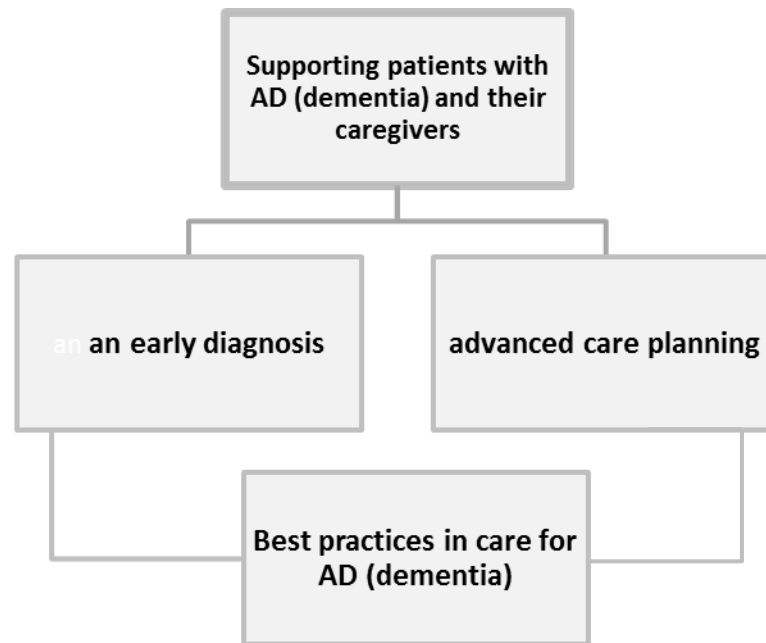 Supporting patients with
AD (dementia) and their
caregivers
an an early diagnosis
advanced care planning
Best practices in care for
AD (dementia)